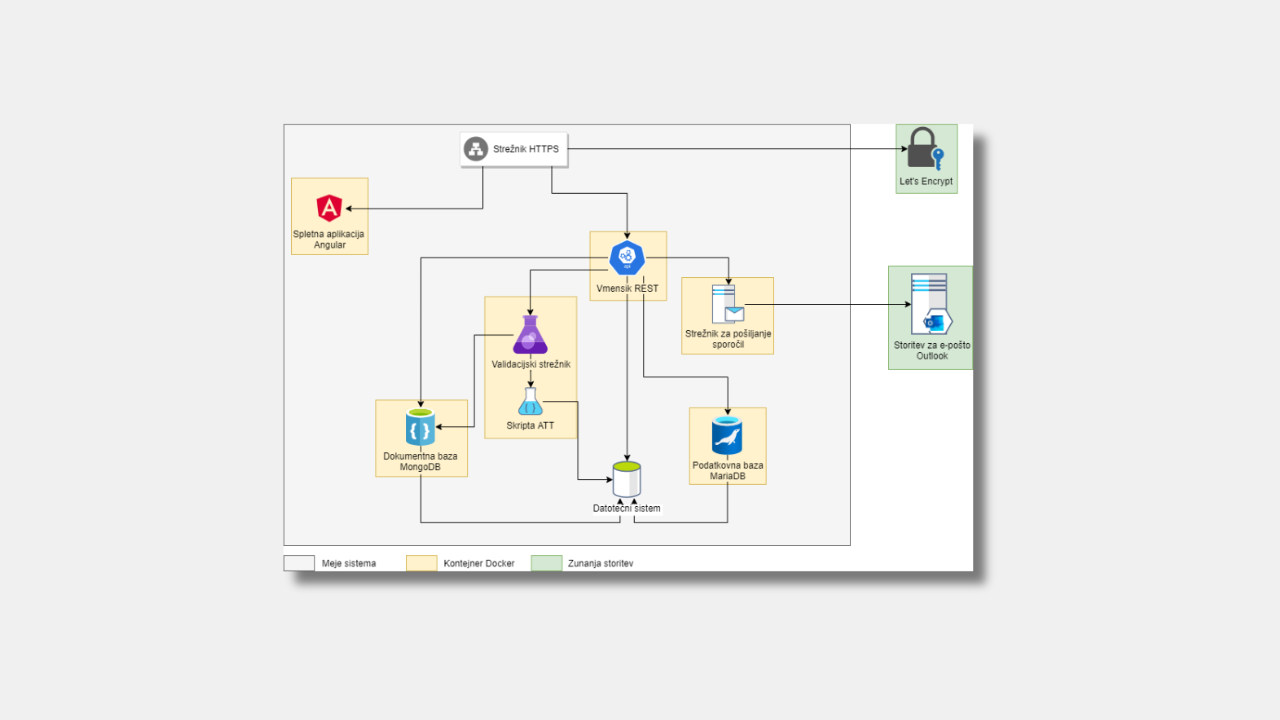 Strežnik HTTPS
Let's Encrypt
Spletna aplikacija
Angular
Vmensik REST
Strežnik za pošiljanje
sporočil
Storitev za e-pošto
Outlook
Validacijski strežnik
Skripta ATT
Dokumentna baza
MongoDB
Podatkovna baza
MariaDB
Datotečni sistem
Meje sistema
Kontejner Docker
Zunanja storitev